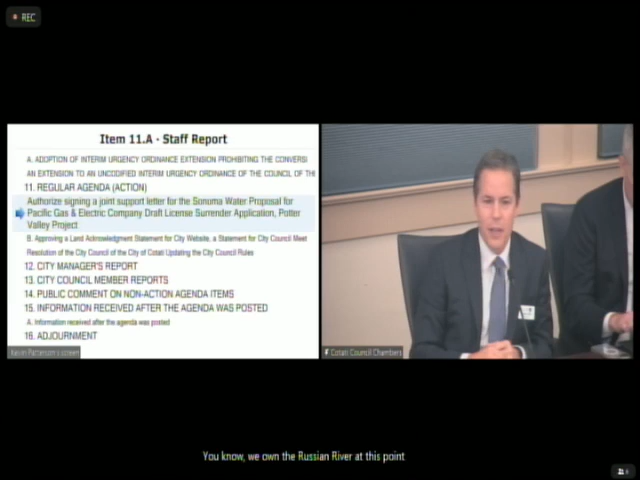 REC
Item 11.A - Staff Report
A. ADOPTION OF INTERIM URGENCY ORDINANCE EXTENSION PROHIBITING THE CONVERSI
AN EXTENSION TO AN UNCODIFIED INTERIM URGENCY ORDINANCE OF THE COUNCIL OF THE
11. REGULAR AGENDA (ACTION)
Authorize signing a joint support letter for the Sonoma Water Proposal for
Pacific Gas & Electric Company Draft License Surrender Application, Potter
Valley Project
B. Approving a Land Acknowledgment Statement for City Website, a Statement for City Council Meet
Resolution of the City Council of the City of Cotati Updating the City Council Rules
12. CITY MANAGER'S REPORT
13. CITY COUNCIL MEMBER REPORTS
14. PUBLIC COMMENT ON NON-ACTION AGENDA ITEMS
15. INFORMATION RECEIVED AFTER THE AGENDA WAS POSTED
A. Information received after the agenda was posted
16. ADJOURNMENT
Kevin Patterson's screen
Cotati Council Chambers
You know, we own the Russian River at this point